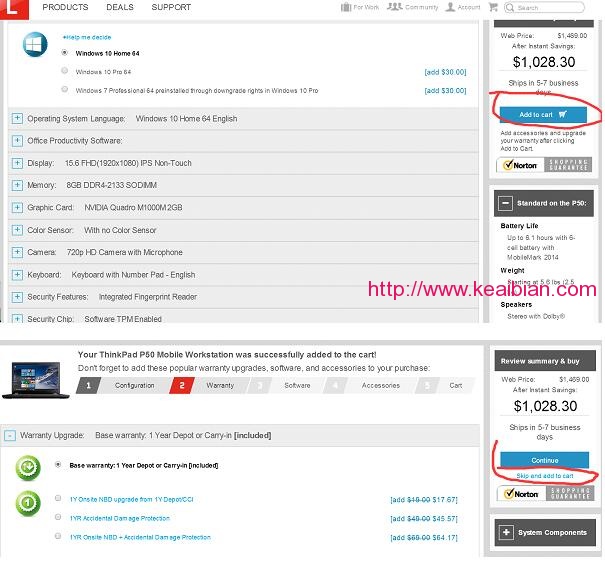 L
PRODUCTS DEALS SUPPORT
For Work Community Account Search
+Help me decide
Windows 10 Home 64
Windows 10 Pro 64 [add $30.00]
Windows 7 Professional 64 preinstalled through downgrade rights in Windows 10 Pro [add $30.00]
Operating System Language: Windows 10 Home 64 English
Office Productivity Software:
Display: 15.6 FHD(1920x1080) IPS Non-Touch
Memory: 8GB DDR4-2133 SODIMM
Graphic Card: NVIDIA Quadro M1000M 2GB
Color Sensor: With no Color Sensor
Camera: 720p HD Camera with Microphone
Keyboard: Keyboard with Number Pad - English
Security Features: Integrated Fingerprint Reader
Security Chip: Software TPM Enabled
Web Price: $1,469.00
After Instant Savings:
$1,028.30
Ships in 5-7 business
days
Add to cart
Add accessories and upgrade
your warranty after clicking
Add to Cart.
Norton SHOPPING
GUARANTEE
Standard on the P50:
Battery Life
Up to 6.1 hours with 6-
cell battery with
MobileMark 2014
Weight
Starting at 5.6 lbs (2.5
Speakers
Stereo with Dolby®
http://www.keaibian.com
Your ThinkPad P50 Mobile Workstation was successfully added to the cart!
Don't forget to add these popular warranty upgrades, software, and accessories to your purchase:
1 Configuration 2 Warranty 3 Software 4 Accessories 5 Cart
Warranty Upgrade: Base warranty: 1 Year Depot or Carry-in [included]
Base warranty: 1 Year Depot or Carry-in [included]
1Y Onsite NBD upgrade from 1Y Depot/CCI [add $19.00 $17.67]
1YR Accidental Damage Protection [add $49.00 $45.57]
1YR Onsite NBD + Accidental Damage Protection [add $69.00 $64.17]
Review summary & buy
Web Price: $1,469.00
After Instant Savings:
$1,028.30
Ships in 5-7 business
days
Continue
Skip and add to cart
Norton SHOPPING
GUARANTEE
System Components